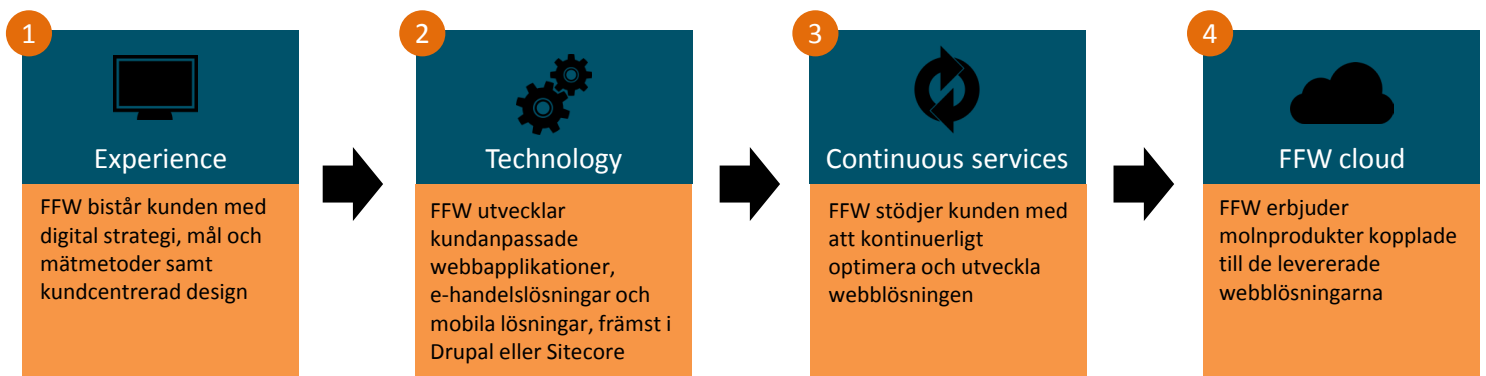 1
Experience
FFW bistår kunden med
digital strategi, mål och
mätmetoder samt
kundcentrerad design
2
Technology
FFW utvecklar
kundanpassade
webbapplikationer,
e-handelslösningar och
mobila lösningar, främst i
Drupal eller Sitecore
3
Continuous services
FFW stödjer kunden med
att kontinuerligt
optimera och utveckla
webblösningen
4
FFW cloud
FFW erbjuder
molnprodukter kopplade
till de levererade
webblösningarna